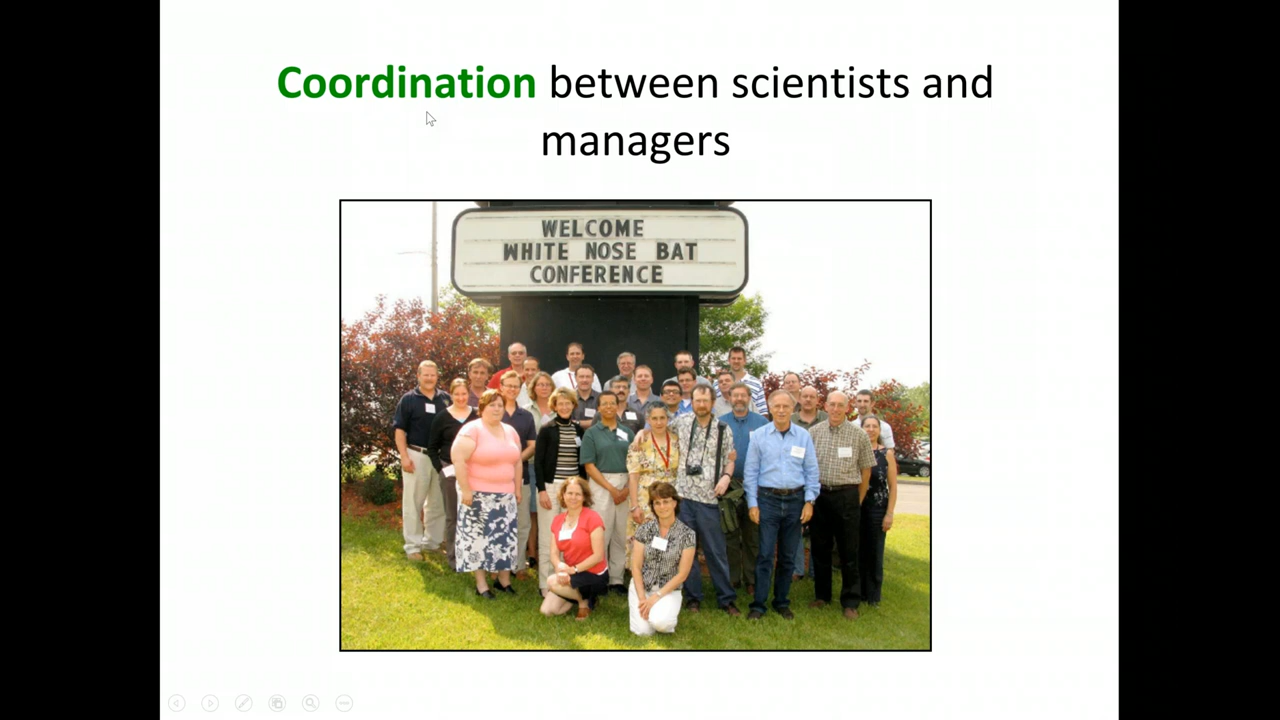 Coordination between scientists and
managers
WELCOME
WHITE NOSE BAT
CONFERENCE